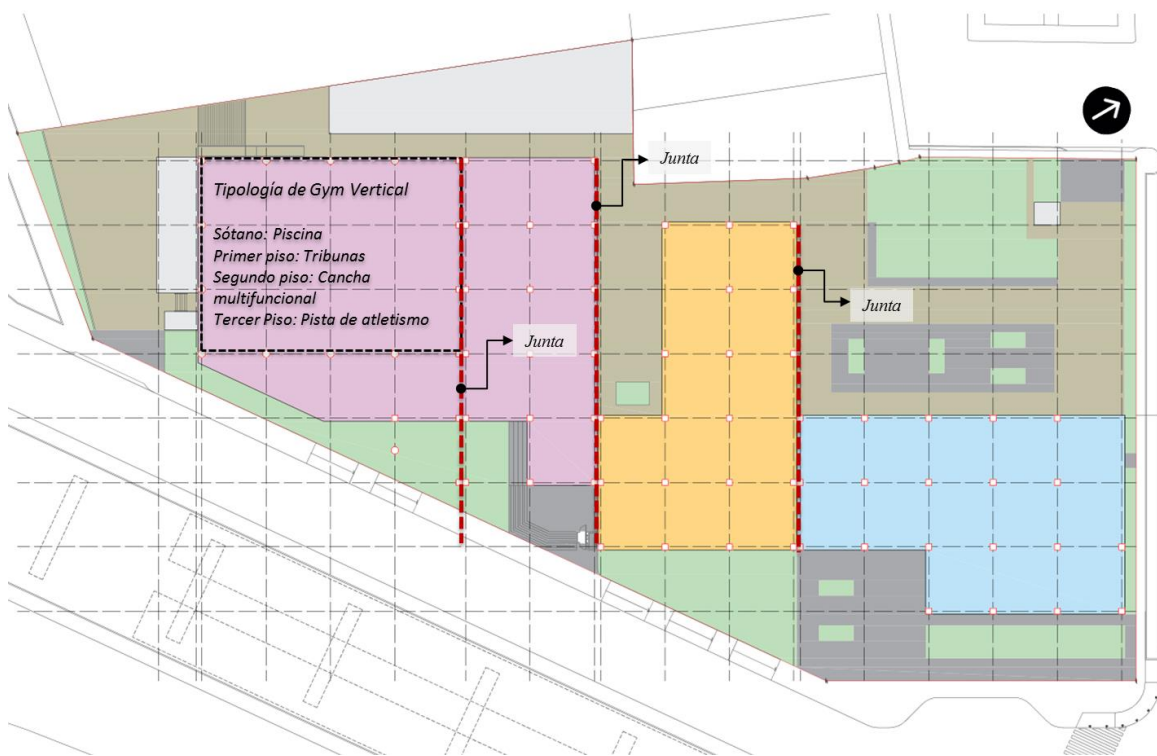 Junta
Tipología de Gym Vertical
Sótano: Piscina
Primer piso: Tribunas
Segundo piso: Cancha
multifuncional
Tercer Piso: Pista de atletismo
Junta
Junta